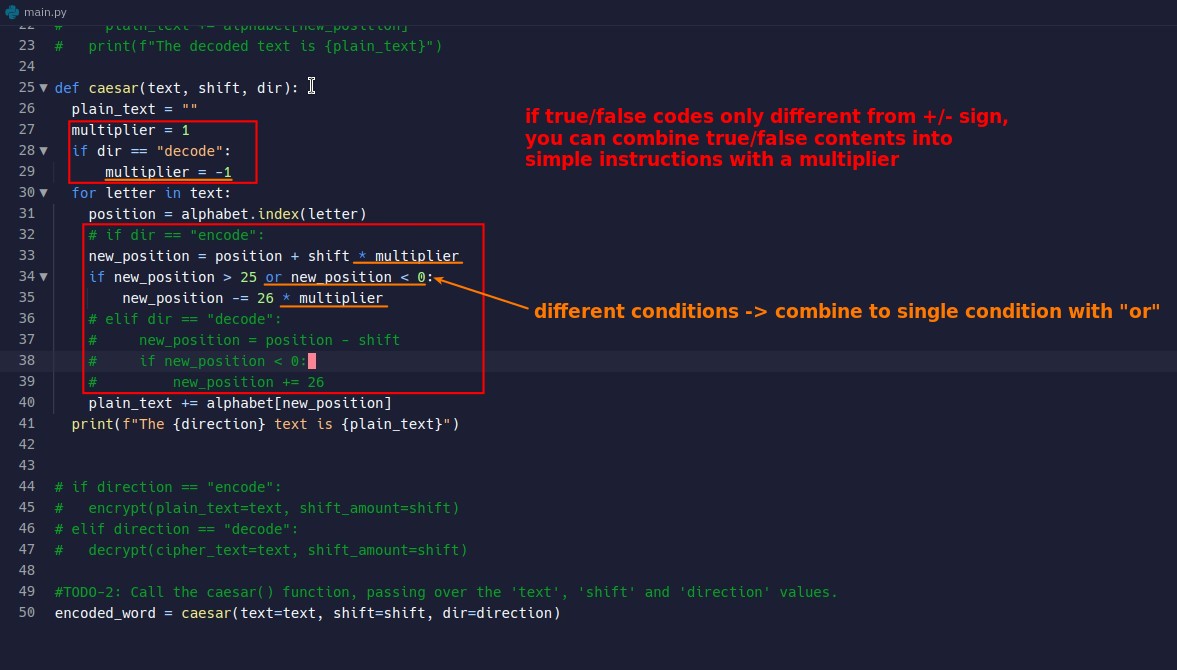 main.py
22 #     plain_text += alphabet[new_position]
23 #   print(f"The decoded text is {plain_text}")
24
25 def caesar(text, shift, dir):
26   plain_text = ""
27   multiplier = 1
28   if dir == "decode":
29       multiplier = -1
if true/false codes only different from +/- sign,
you can combine true/false contents into
simple instructions with a multiplier
30   for letter in text:
31     position = alphabet.index(letter)
32     # if dir == "encode":
33     new_position = position + shift * multiplier
34     if new_position > 25 or new_position < 0:
35         new_position -= 26 * multiplier
different conditions -> combine to single condition with "or"
36     # elif dir == "decode":
37     #     new_position = position - shift
38     #     if new_position < 0:
39     #         new_position += 26
40     plain_text += alphabet[new_position]
41   print(f"The {direction} text is {plain_text}")
42
43
44 # if direction == "encode":
45 #   encrypt(plain_text=text, shift_amount=shift)
46 # elif direction == "decode":
47 #   decrypt(cipher_text=text, shift_amount=shift)
48
49 #TODO-2: Call the caesar() function, passing over the 'text', 'shift' and 'direction' values.
50 encoded_word = caesar(text=text, shift=shift, dir=direction)